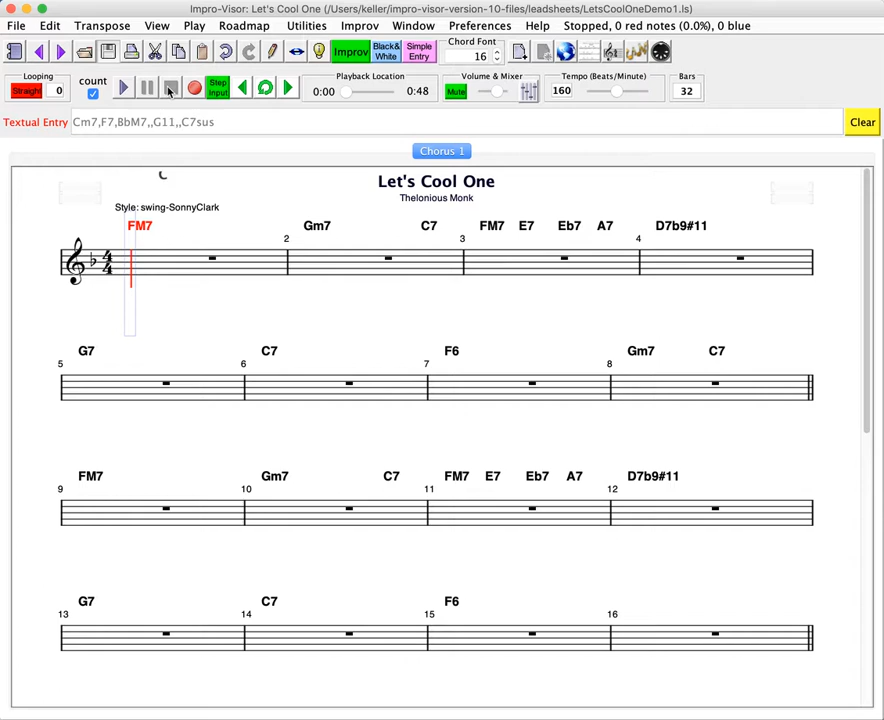 Impro-Visor: Let's Cool One (/Users/keller/impro-visor-version-10-files/leadsheets/LetsCoolOneDemo1.ls)
File Edit Transpose View Play Roadmap Utilities Improv Window Preferences Help Stopped, 0 red notes (0.0%), 0 blue
Improv Black& White Simple Entry Chord Font 16
Looping Straight 0 count Step Input Playback Location 0:00 0:48 Volume & Mixer Mute Tempo (Beats/Minute) 160 Bars 32
Textual Entry Cm7,F7,BbM7,,G11,,C7sus Clear
Chorus 1
Let's Cool One
Thelonious Monk
Style: swing-SonnyClark
FM7 Gm7 C7 FM7 E7 Eb7 A7 D7b9#11
2 3 4
G7 C7 F6 Gm7 C7
5 6 7 8
FM7 Gm7 C7 FM7 E7 Eb7 A7 D7b9#11
9 10 11 12
G7 C7 F6
13 14 15 16